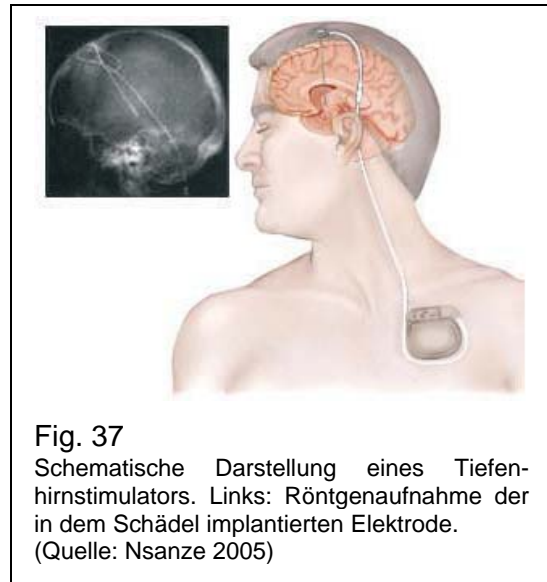 Fig. 37
Schematische Darstellung eines Tiefen-
hirnstimulators. Links: Röntgenaufnahme der
in dem Schädel implantierten Elektrode.
(Quelle: Nsanze 2005)